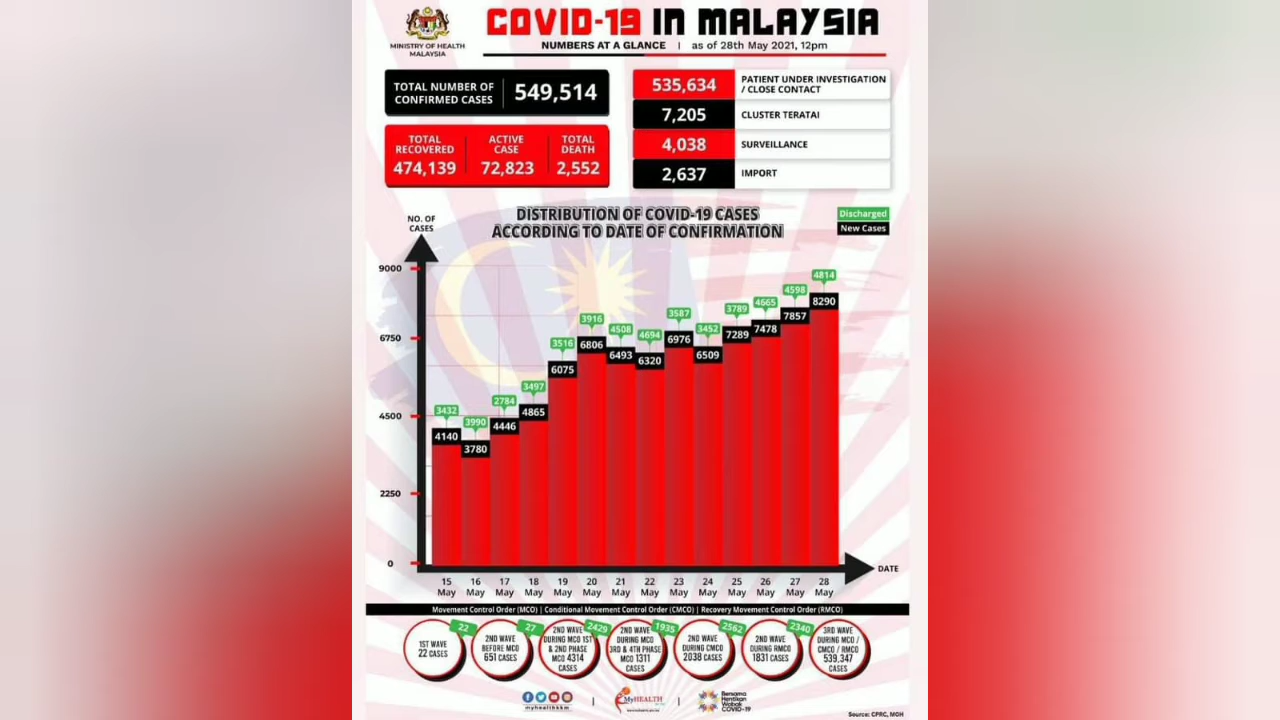 MINISTRY OF HEALTH
MALAYSIA
COVID-19 IN MALAYSIA
NUMBERS AT A GLANCE | as of 28th May 2021, 12pm
TOTAL NUMBER OF
CONFIRMED CASES
549,514
TOTAL
RECOVERED
474,139
ACTIVE
CASE
72,823
TOTAL
DEATH
2,552
535,634
PATIENT UNDER INVESTIGATION
/ CLOSE CONTACT
7,205
CLUSTER TERATAI
4,038
SURVEILLANCE
2,637
IMPORT
DISTRIBUTION OF COVID-19 CASES
ACCORDING TO DATE OF CONFIRMATION
Discharged
New Cases
NO. OF
CASES
9000
6750
4500
2250
0
3432
4140
3990
3780
2784
4446
3497
4865
3516
6075
3916
6806
4508
6493
4694
6320
3587
6976
3452
6509
3789
7289
4665
7478
4598
7857
4814
8290
DATE
15
May
16
May
17
May
18
May
19
May
20
May
21
May
22
May
23
May
24
May
25
May
26
May
27
May
28
May
Movement Control Order (MCO) | Conditional Movement Control Order (CMCO) | Recovery Movement Control Order (RMCO)
22
1ST WAVE
22 CASES
27
2ND WAVE
BEFORE MCO
651 CASES
2429
2ND WAVE
DURING MCO 1ST
& 2ND PHASE
MCO 4314
CASES
1935
2ND WAVE
DURING MCO
3RD & 4TH PHASE
MCO 1311
CASES
2562
2ND WAVE
DURING CMCO
2038 CASES
2340
2ND WAVE
DURING RMCO
1831 CASES
3RD WAVE
DURING MCO /
CMCO / RMCO
539,347
CASES
myhealthkkm
|
MyHEALTH
|
Bersama
Hentikan
Wabak
COVID-19
Source: CPRC, MOH